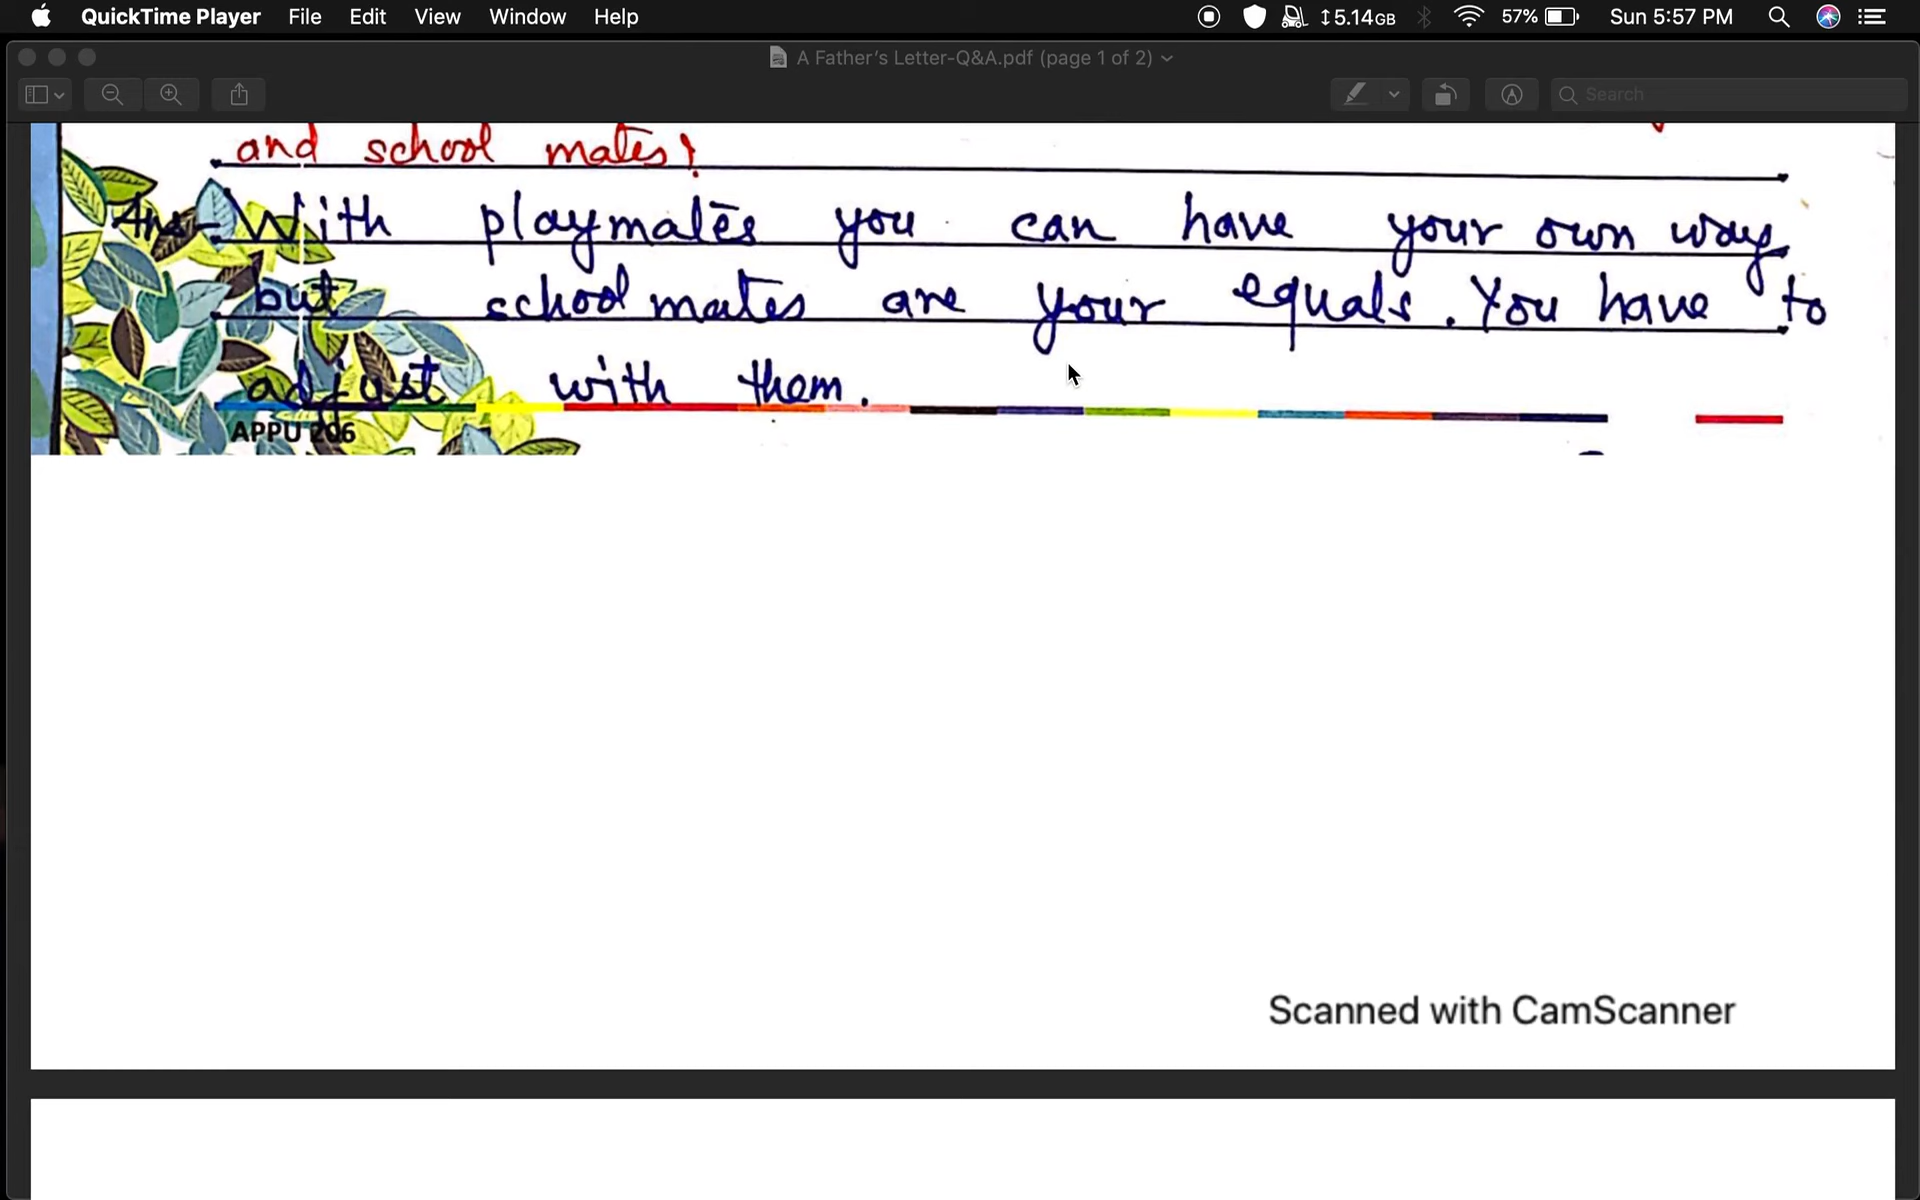 QuickTime Player File Edit View Window Help 5.14GB 57% Sun 5:57 PM
A Father's Letter-Q&A.pdf (page 1 of 2)
Search
and school mates?
Ans- With playmates you can have your own way
but school mates are your equals. You have to
adjust with them.
APPU 206
Scanned with CamScanner